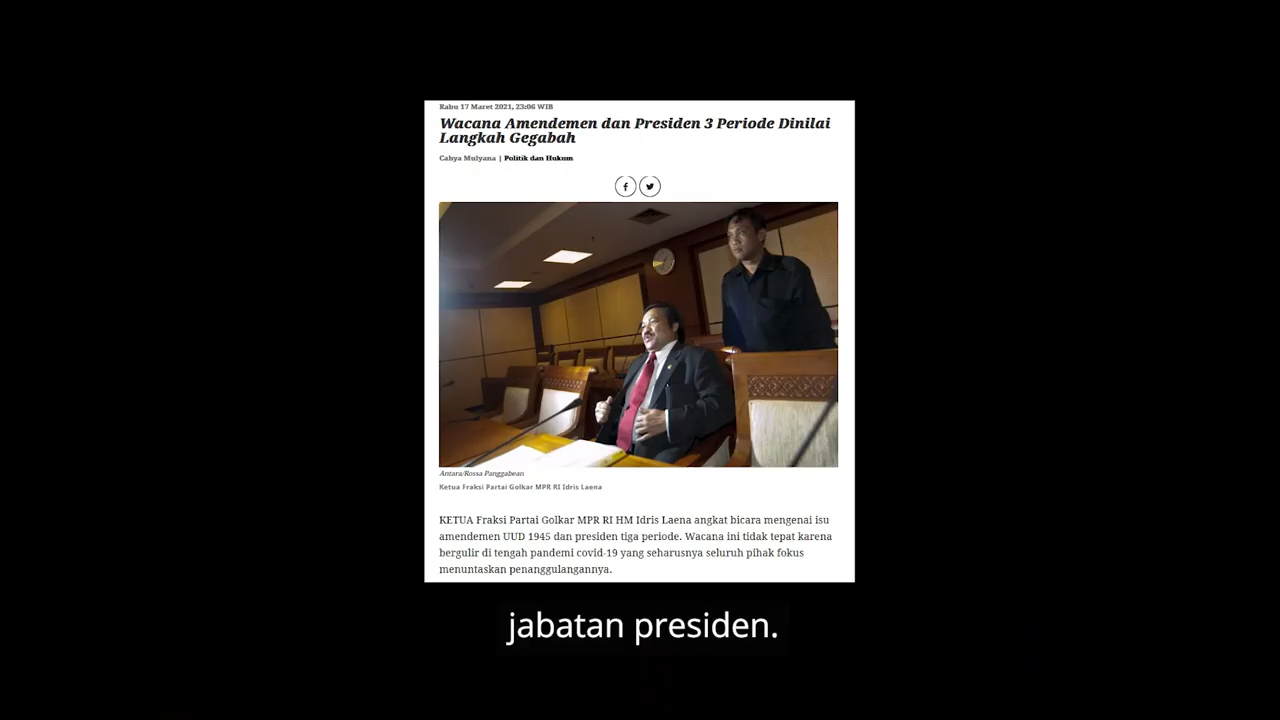 Rabu 17 Maret 2021, 23:06 WIB
Wacana Amendemen dan Presiden 3 Periode Dinilai
Langkah Gegabah
Cahya Mulyana | Politik dan Hukum
Antara/Rossa Panggabean
Ketua Fraksi Partai Golkar MPR RI Idris Laena
KETUA Fraksi Partai Golkar MPR RI HM Idris Laena angkat bicara mengenai isu
amendemen UUD 1945 dan presiden tiga periode. Wacana ini tidak tepat karena
bergulir di tengah pandemi covid-19 yang seharusnya seluruh pihak fokus
menuntaskan penanggulangannya.
jabatan presiden.